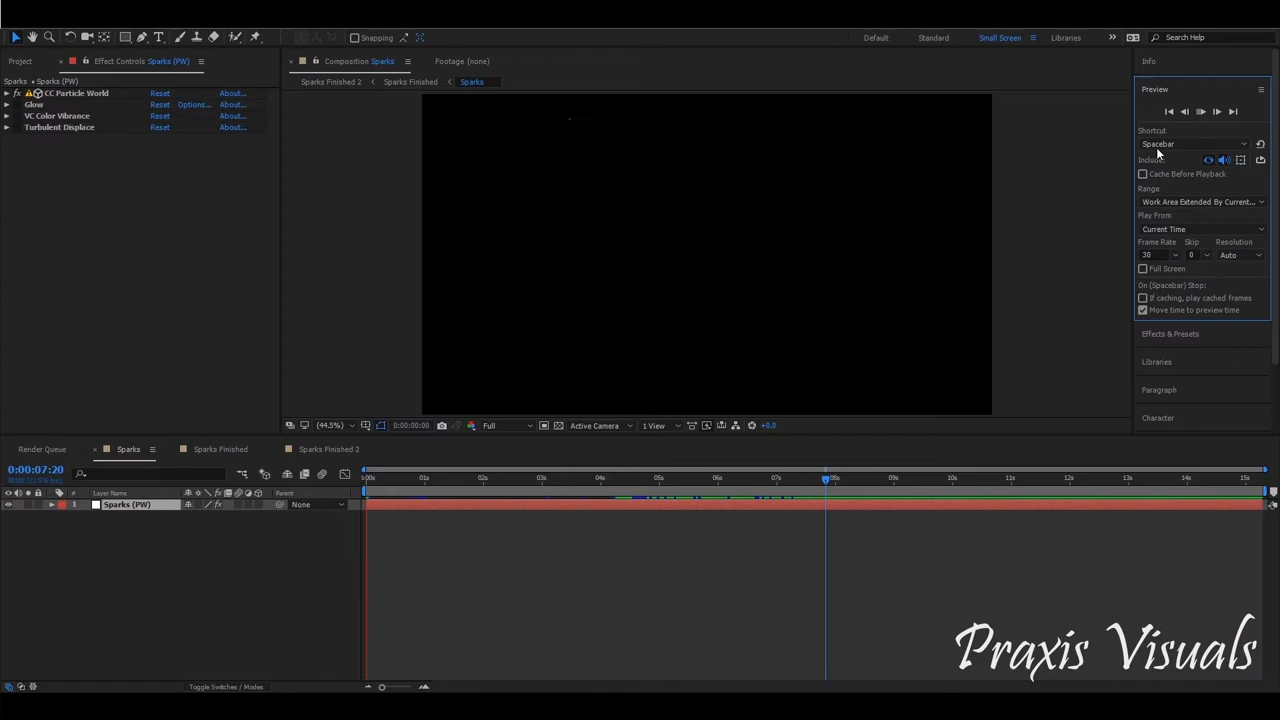 Snapping
Default
Standard
Small Screen
Libraries
Search Help
Project
Effect Controls Sparks (PW)
Composition Sparks
Footage (none)
Info
Sparks • Sparks (PW)
Sparks Finished 2
Sparks Finished
Sparks
fx CC Particle World Reset About...
Glow Reset Options... About...
VC Color Vibrance Reset About...
Turbulent Displace Reset About...
Preview
Shortcut
Spacebar
Include:
Cache Before Playback
Range
Work Area Extended By Current...
Play From
Current Time
Frame Rate Skip Resolution
30 0 Auto
Full Screen
On (Spacebar) Stop:
If caching, play cached frames
Move time to preview time
Effects & Presets
Libraries
Paragraph
Character
(44.5%)
0:00:00:00
Full
Active Camera
1 View
+0.0
Render Queue
Sparks
Sparks Finished
Sparks Finished 2
0:00:07:20
:00s 01s 02s 03s 04s 05s 06s 07s 08s 09s 10s 11s 12s 13s 14s 15s
# Layer Name Parent
1 Sparks (PW) None
Toggle Switches / Modes
Praxis Visuals